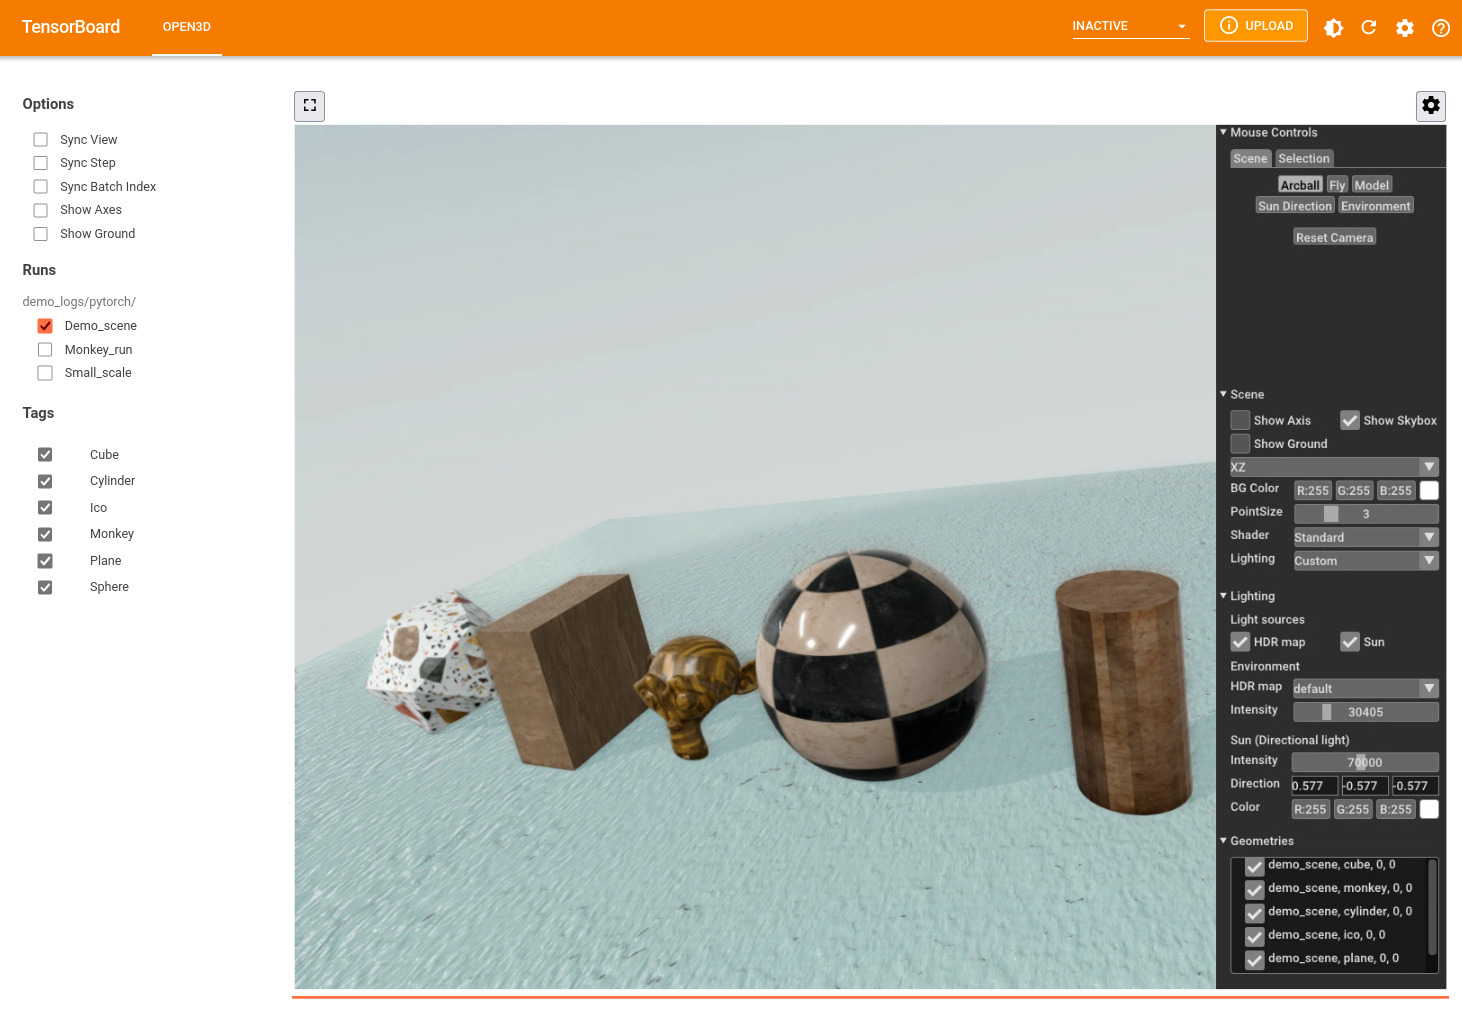 TensorBoard
OPEN3D
INACTIVE
UPLOAD
Options
Sync View
Sync Step
Sync Batch Index
Show Axes
Show Ground
Runs
demo_logs/pytorch/
Demo_scene
Monkey_run
Small_scale
Tags
Cube
Cylinder
Ico
Monkey
Plane
Sphere
Mouse Controls
Scene Selection
Arcball Fly Model
Sun Direction Environment
Reset Camera
Scene
Show Axis Show Skybox
Show Ground
XZ
BG Color R:255 G:255 B:255
PointSize 3
Shader Standard
Lighting Custom
Lighting
Light sources
HDR map Sun
Environment
HDR map default
Intensity 30405
Sun (Directional light)
Intensity 70000
Direction 0.577 -0.577 -0.577
Color R:255 G:255 B:255
Geometries
demo_scene, cube, 0, 0
demo_scene, monkey, 0, 0
demo_scene, cylinder, 0, 0
demo_scene, ico, 0, 0
demo_scene, plane, 0, 0